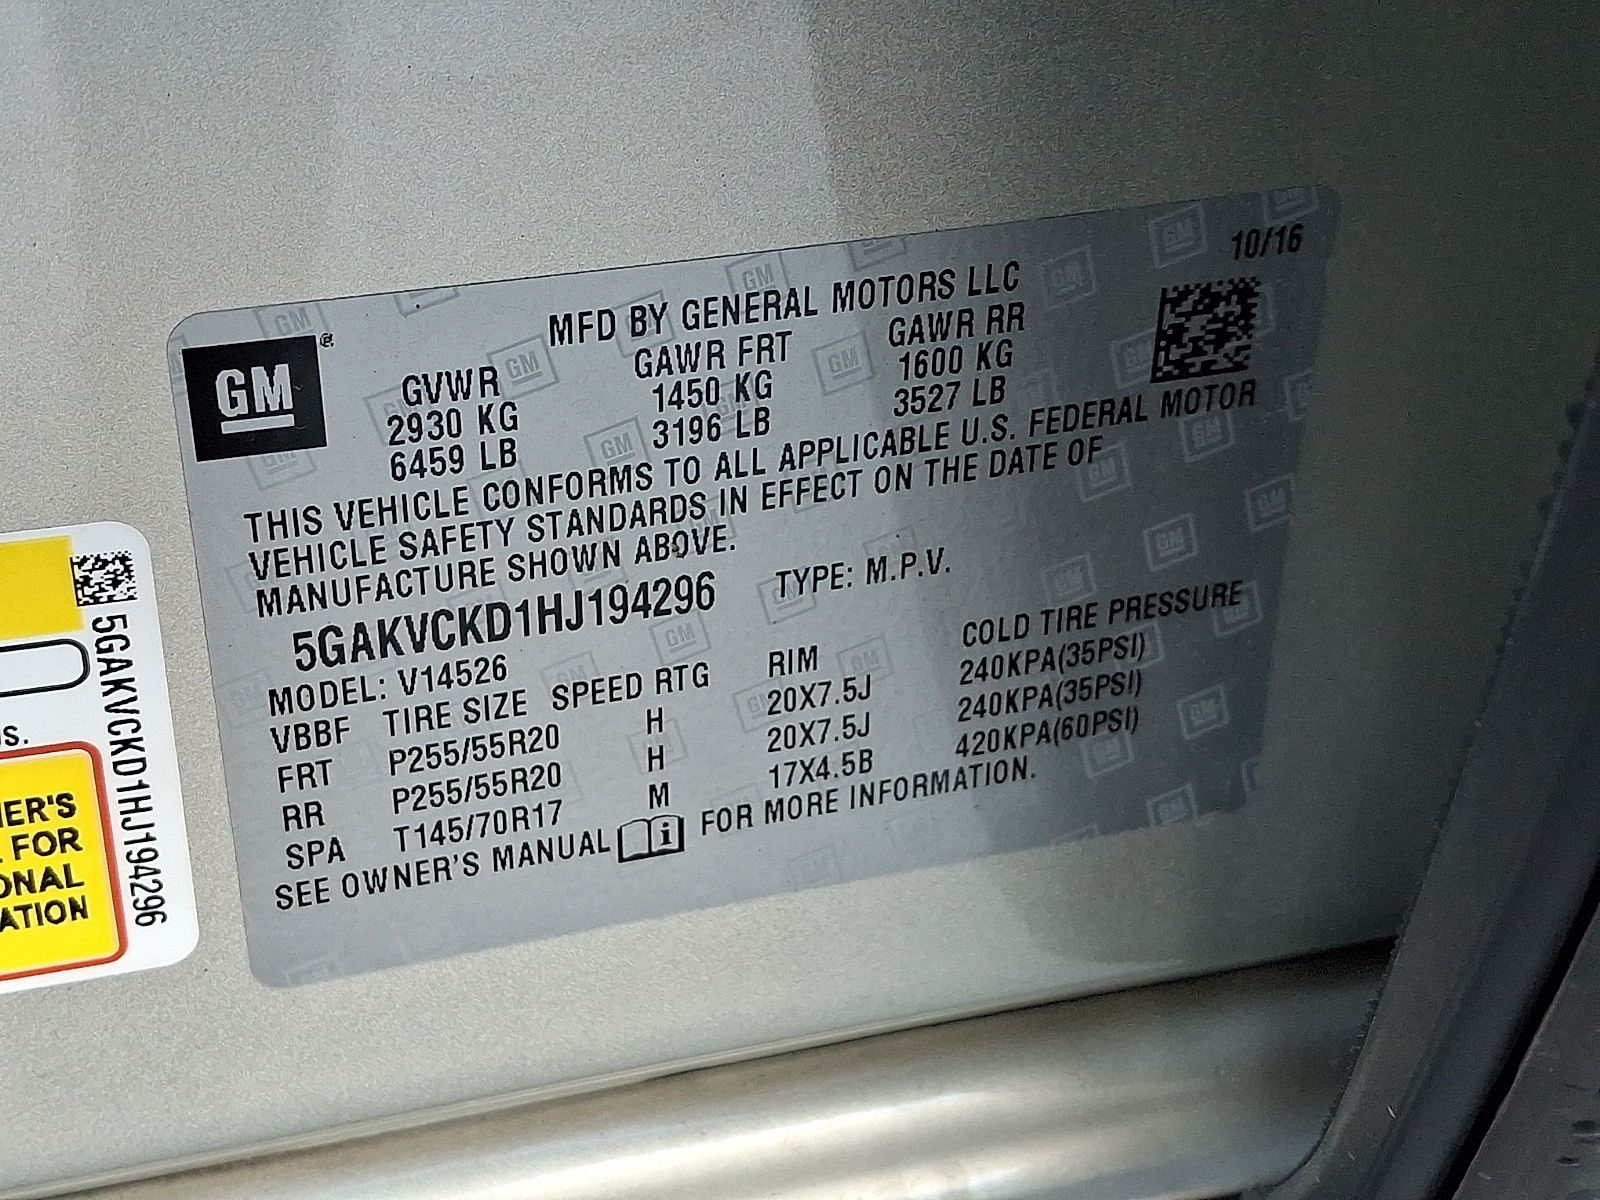 10/16
MFD BY GENERAL MOTORS LLC
GM ®
GVWR GAWR FRT GAWR RR
2930 KG 1450 KG 1600 KG
6459 LB 3196 LB 3527 LB
THIS VEHICLE CONFORMS TO ALL APPLICABLE U.S. FEDERAL MOTOR
VEHICLE SAFETY STANDARDS IN EFFECT ON THE DATE OF
MANUFACTURE SHOWN ABOVE.
5GAKVCKD1HJ194296 TYPE: M.P.V.
MODEL: V14526
VBBF TIRE SIZE SPEED RTG RIM COLD TIRE PRESSURE
FRT P255/55R20 H 20X7.5J 240KPA(35PSI)
RR P255/55R20 H 20X7.5J 240KPA(35PSI)
SPA T145/70R17 M 17X4.5B 420KPA(60PSI)
SEE OWNER'S MANUAL i FOR MORE INFORMATION.
5GAKVCKD1HJ194296
FOR